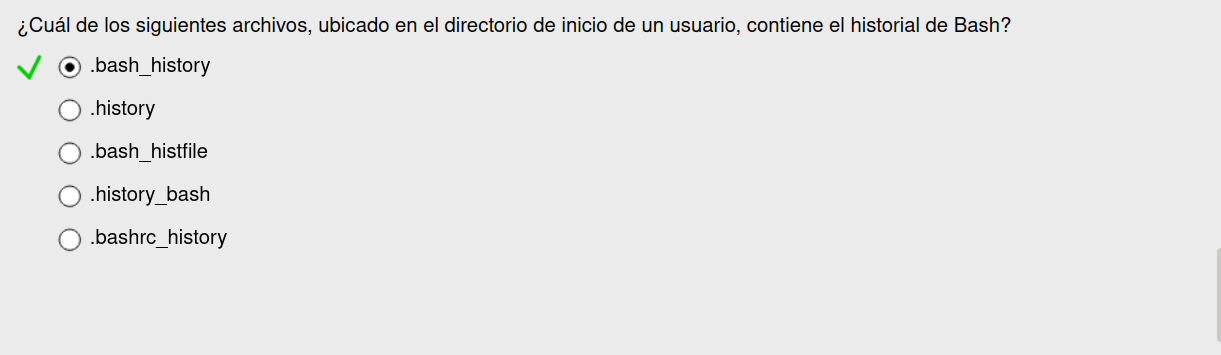 ¿Cuál de los siguientes archivos, ubicado en el directorio de inicio de un usuario, contiene el historial de Bash?
.bash_history
.history
.bash_histfile
.history_bash
.bashrc_history